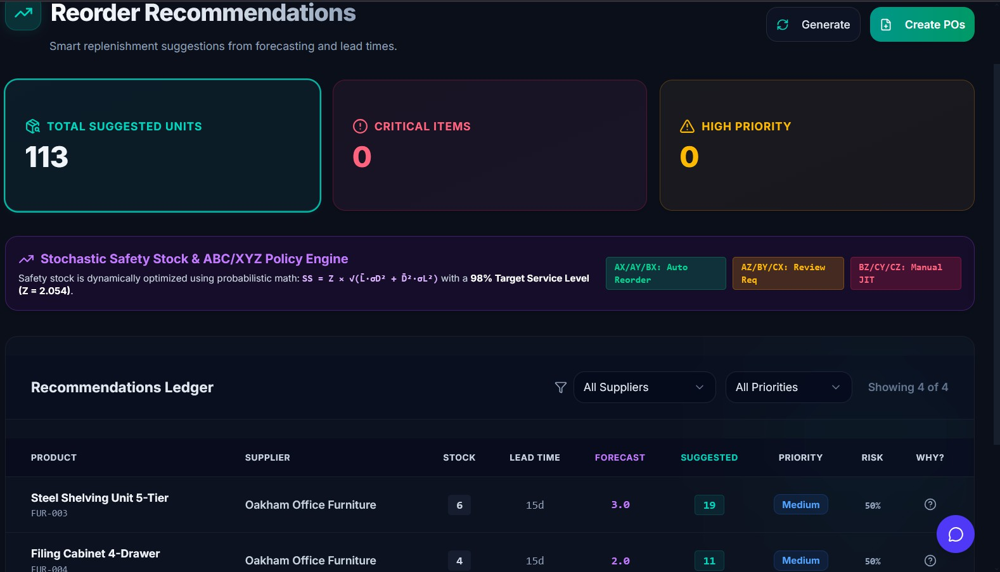 Reorder Recommendations
Generate
Create POs
Smart replenishment suggestions from forecasting and lead times.
TOTAL SUGGESTED UNITS
113
CRITICAL ITEMS
0
HIGH PRIORITY
0
Stochastic Safety Stock & ABC/XYZ Policy Engine
Safety stock is dynamically optimized using probabilistic math: SS = Z × √(L̄·σD² + D̄²·σL²) with a 98% Target Service Level
(Z = 2.054).
AX/AY/BX: Auto
Reorder
AZ/BY/CX: Review
Req
BZ/CY/CZ: Manual
JIT
Recommendations Ledger
All Suppliers
All Priorities
Showing 4 of 4
PRODUCT SUPPLIER STOCK LEAD TIME FORECAST SUGGESTED PRIORITY RISK WHY?
Steel Shelving Unit 5-Tier
FUR-003
Oakham Office Furniture 6 15d 3.0 19 Medium 50%
Filing Cabinet 4-Drawer
FUR-004
Oakham Office Furniture 4 15d 2.0 11 Medium 50%